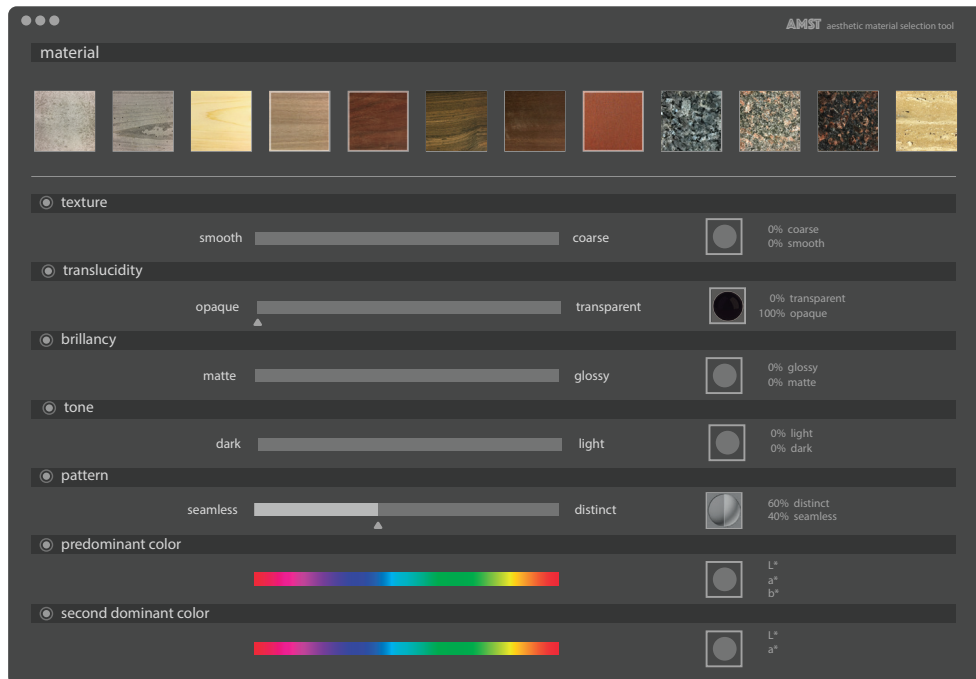 AMST aesthetic material selection tool
material
texture
smooth
coarse
0% coarse
0% smooth
translucidity
opaque
transparent
0% transparent
100% opaque
brillancy
matte
glossy
0% glossy
0% matte
tone
dark
light
0% light
0% dark
pattern
seamless
distinct
60% distinct
40% seamless
predominant color
L*
a*
b*
second dominant color
L*
a*